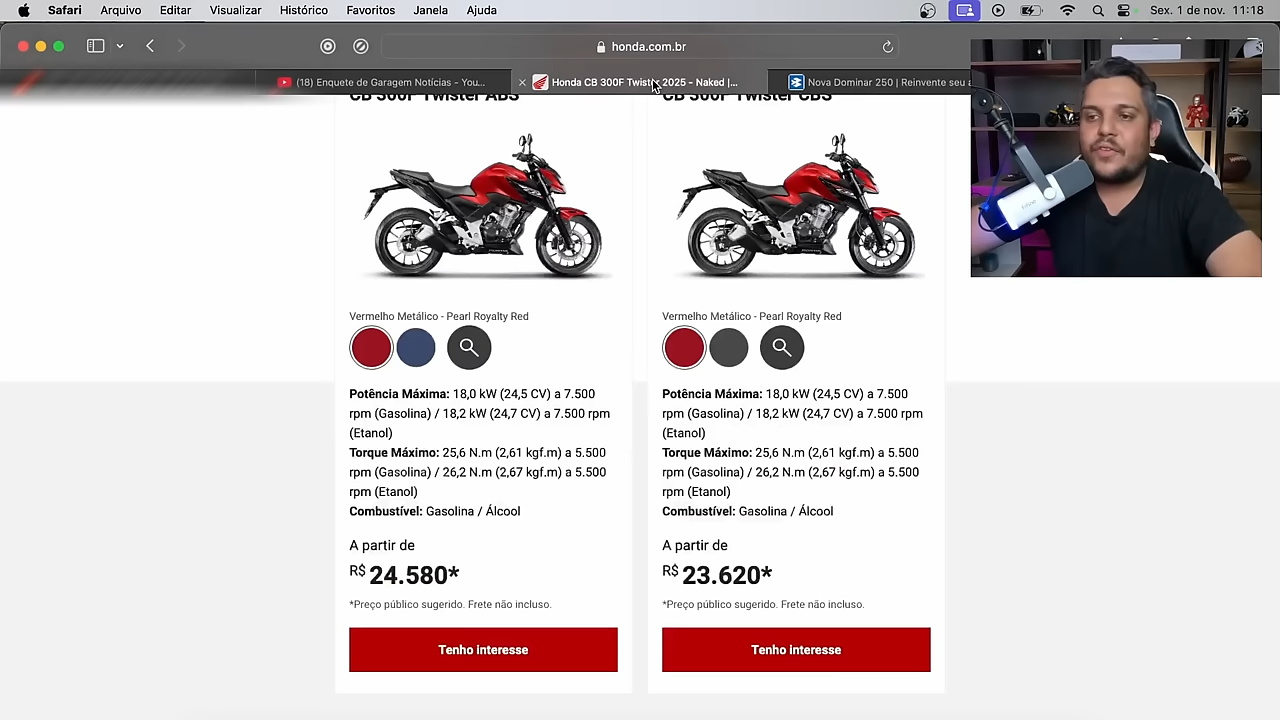 Safari Arquivo Editar Visualizar Histórico Favoritos Janela Ajuda Sex. 1 de nov. 11:18
honda.com.br
(18) Enquete de Garagem Notícias - You...
Honda CB 300F Twister 2025 - Naked |...
Nova Dominar 250 | Reinvente seu a
CB 300F Twister ABS
Vermelho Metálico - Pearl Royalty Red
Potência Máxima: 18,0 kW (24,5 CV) a 7.500
rpm (Gasolina) / 18,2 kW (24,7 CV) a 7.500 rpm
(Etanol)
Torque Máximo: 25,6 N.m (2,61 kgf.m) a 5.500
rpm (Gasolina) / 26,2 N.m (2,67 kgf.m) a 5.500
rpm (Etanol)
Combustível: Gasolina / Álcool
A partir de
R$ 24.580*
*Preço público sugerido. Frete não incluso.
Tenho interesse
CB 300F Twister CBS
Vermelho Metálico - Pearl Royalty Red
Potência Máxima: 18,0 kW (24,5 CV) a 7.500
rpm (Gasolina) / 18,2 kW (24,7 CV) a 7.500 rpm
(Etanol)
Torque Máximo: 25,6 N.m (2,61 kgf.m) a 5.500
rpm (Gasolina) / 26,2 N.m (2,67 kgf.m) a 5.500
rpm (Etanol)
Combustível: Gasolina / Álcool
A partir de
R$ 23.620*
*Preço público sugerido. Frete não incluso.
Tenho interesse